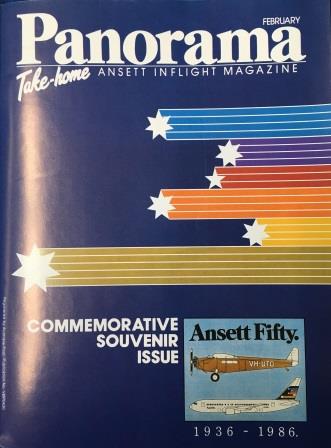 FEBRUARY
Panorama
Take-home ANSETT INFLIGHT MAGAZINE
COMMEMORATIVE
SOUVENIR
ISSUE
Ansett Fifty.
VH-UTO
1936 - 1986.